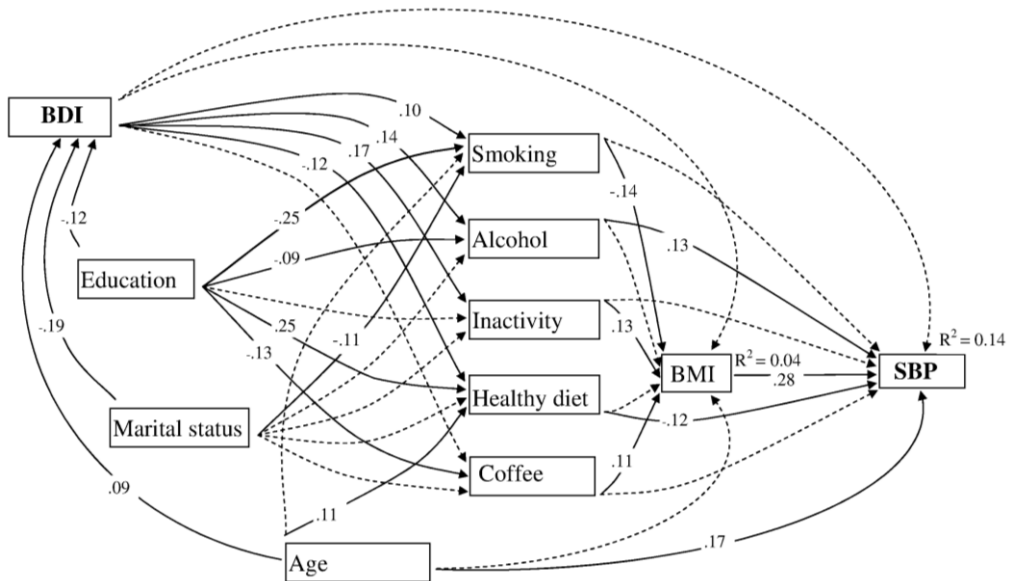 BDI
.10
.14
.17
-.12
Smoking
-.14
-.12
-.25
Alcohol
.13
-.09
Education
-.19
.25
-.11
Inactivity
.13
-.13
R² = 0.14
R² = 0.04
BMI
.28
SBP
Healthy diet
-.12
Marital status
Coffee
.11
.09
.11
.17
Age